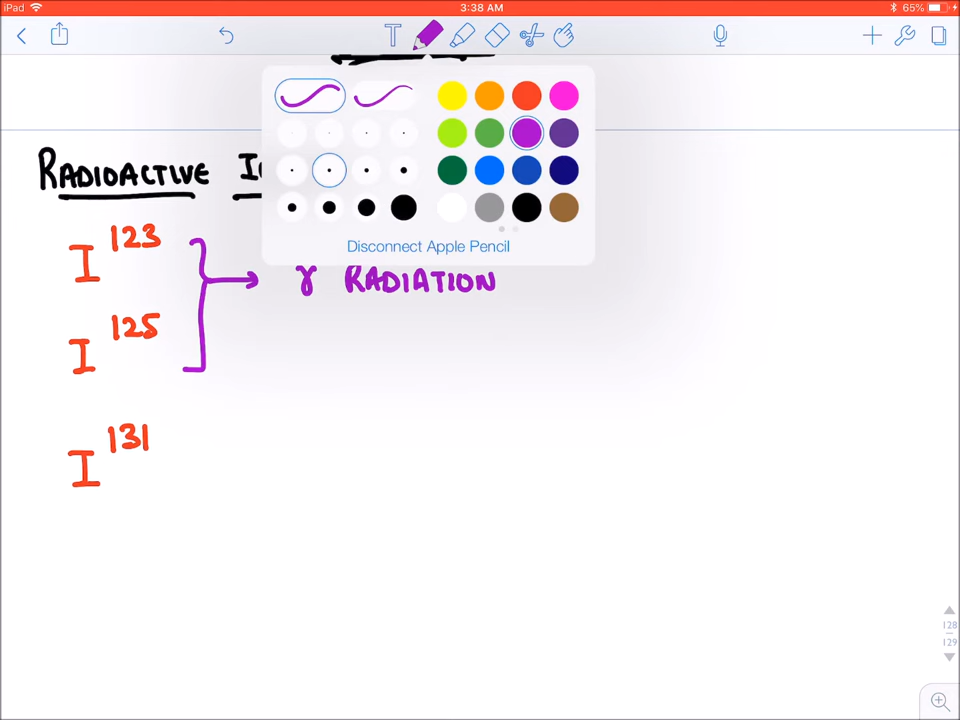 iPad 3:38 AM 65%
T
RADIOACTIVE
Disconnect Apple Pencil
I 123
γ RADIATION
I 125
I 131
128
129